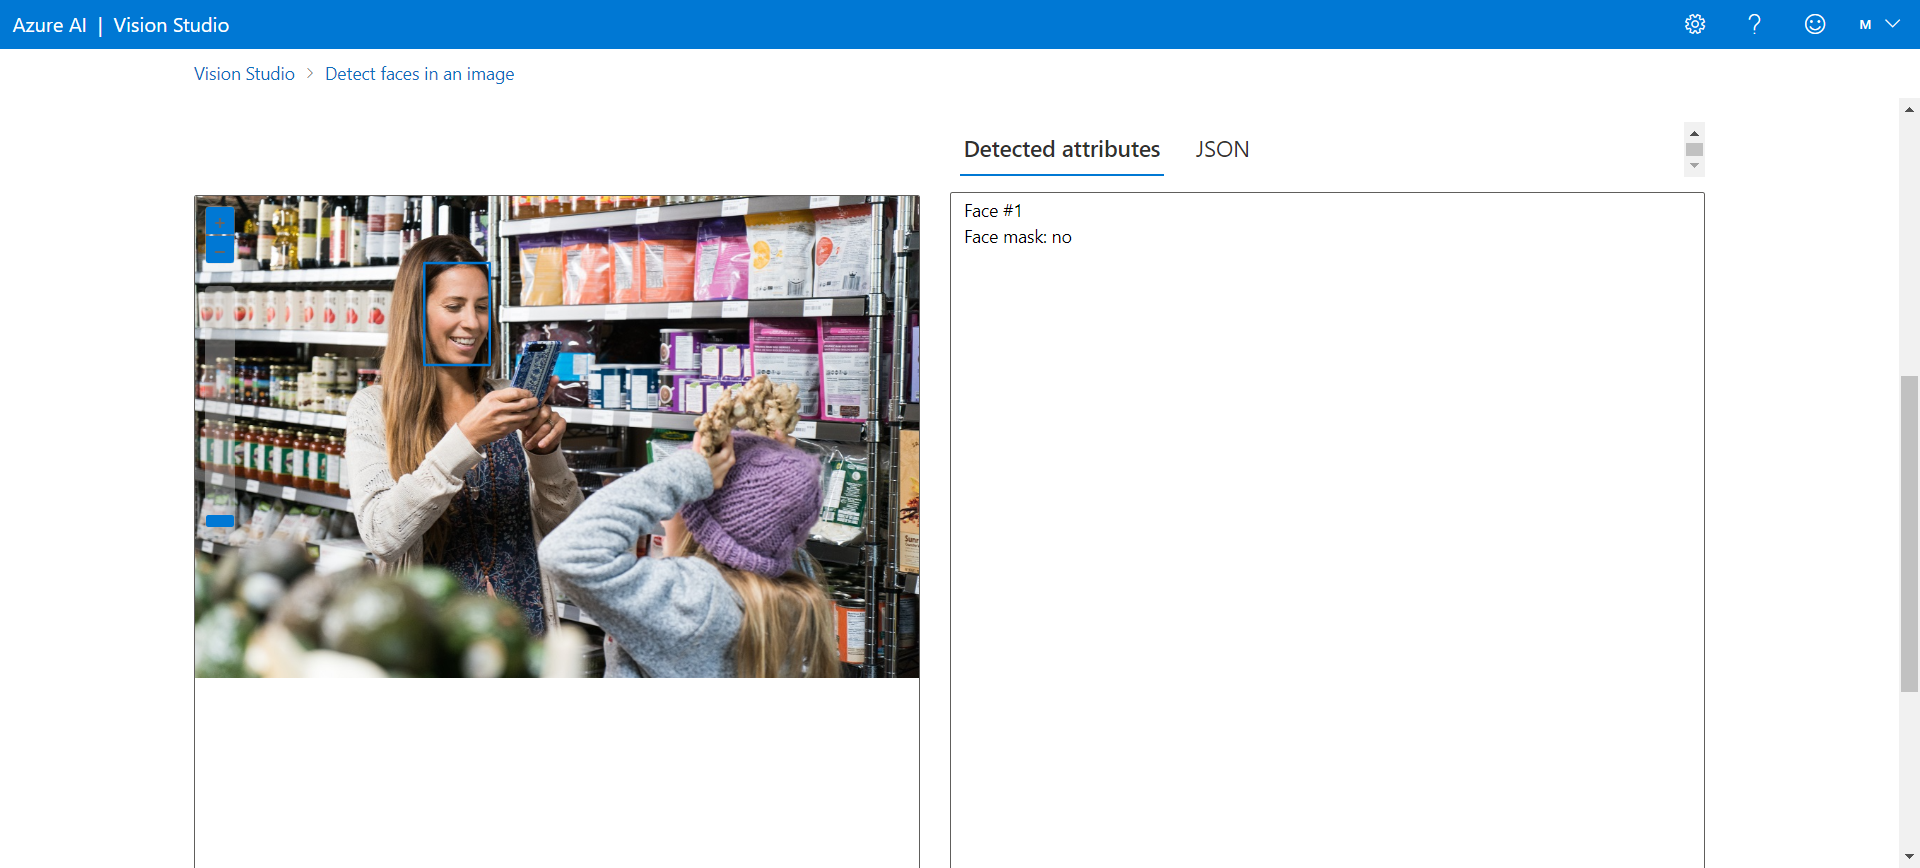 Azure AI | Vision Studio
M
Vision Studio > Detect faces in an image
Detected attributes
JSON
Face #1
Face mask: no